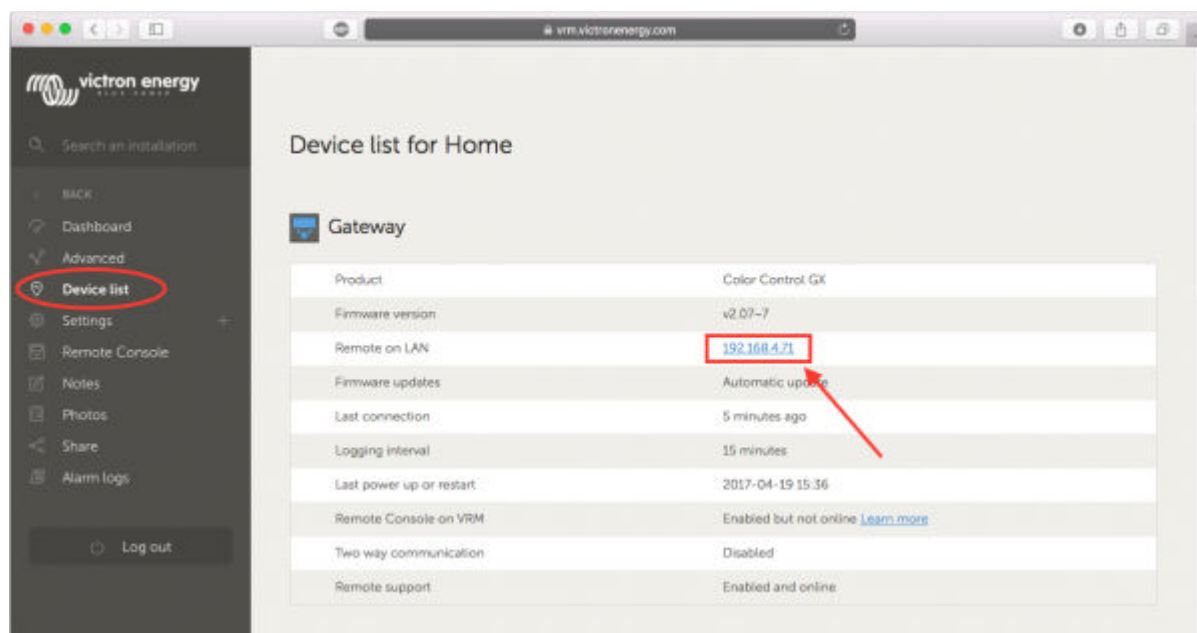 vrm.victronenergy.com
victron energy
BLUE POWER
Search an installation
BACK
Dashboard
Advanced
Device list
Settings +
Remote Console
Notes
Photos
Share
Alarm logs
Log out
Device list for Home
Gateway
Product Color Control GX
Firmware version v2.07~7
Remote on LAN 192.168.4.71
Firmware updates Automatic update
Last connection 5 minutes ago
Logging interval 15 minutes
Last power up or restart 2017-04-19 15:36
Remote Console on VRM Enabled but not online Learn more
Two way communication Disabled
Remote support Enabled and online